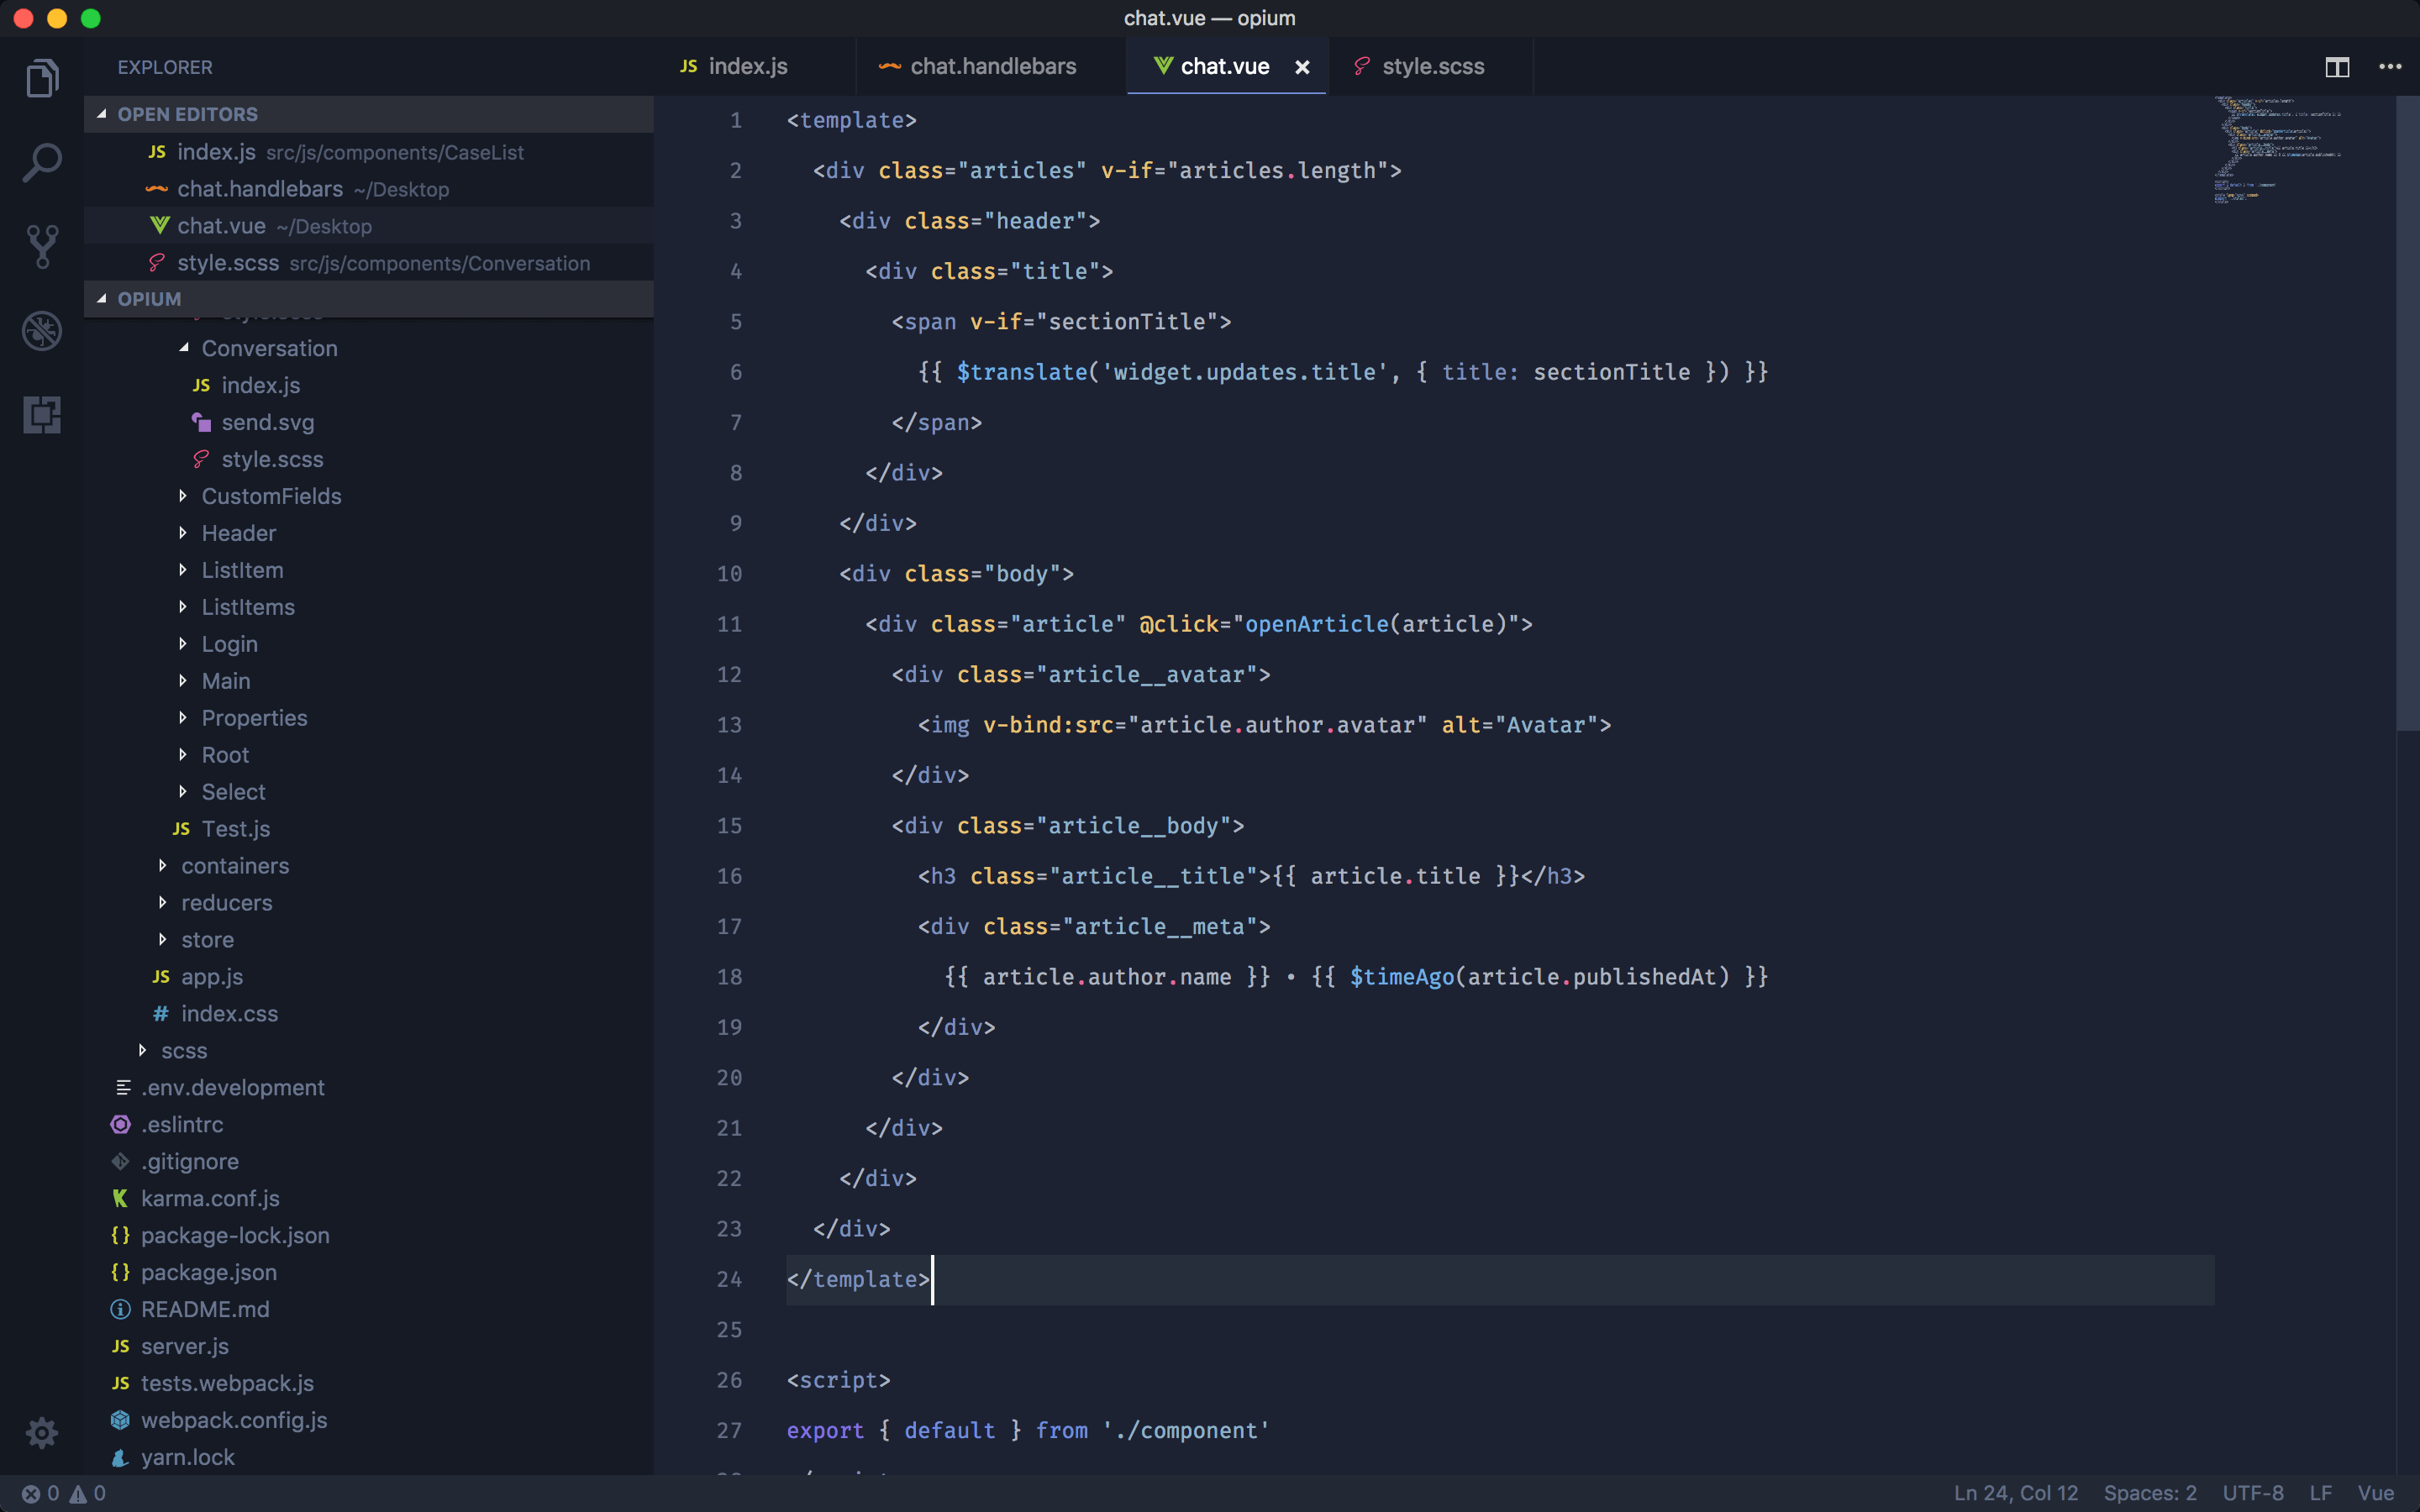 chat.vue — opium
EXPLORER
OPEN EDITORS
JS index.js src/js/components/CaseList
chat.handlebars ~/Desktop
chat.vue ~/Desktop
style.scss src/js/components/Conversation
OPIUM
Conversation
JS index.js
send.svg
style.scss
CustomFields
Header
ListItem
ListItems
Login
Main
Properties
Root
Select
JS Test.js
containers
reducers
store
JS app.js
# index.css
scss
.env.development
.eslintrc
.gitignore
karma.conf.js
{} package-lock.json
{} package.json
README.md
JS server.js
JS tests.webpack.js
webpack.config.js
yarn.lock
JS index.js chat.handlebars chat.vue × style.scss
1 <template>
2 <div class="articles" v-if="articles.length">
3 <div class="header">
4 <div class="title">
5 <span v-if="sectionTitle">
6 {{ $translate('widget.updates.title', { title: sectionTitle }) }}
7 </span>
8 </div>
9 </div>
10 <div class="body">
11 <div class="article" @click="openArticle(article)">
12 <div class="article__avatar">
13 <img v-bind:src="article.author.avatar" alt="Avatar">
14 </div>
15 <div class="article__body">
16 <h3 class="article__title">{{ article.title }}</h3>
17 <div class="article__meta">
18 {{ article.author.name }} • {{ $timeAgo(article.publishedAt) }}
19 </div>
20 </div>
21 </div>
22 </div>
23 </div>
24 </template>
25
26 <script>
27 export { default } from './component'
0 0
Ln 24, Col 12 Spaces: 2 UTF-8 LF Vue